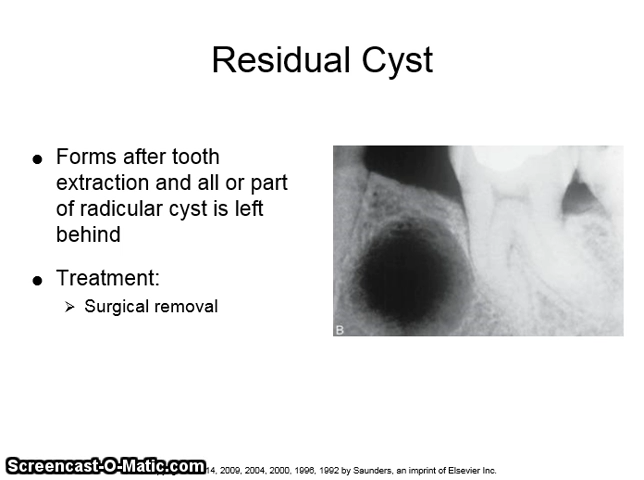 Residual Cyst
● Forms after tooth
extraction and all or part
of radicular cyst is left
behind
● Treatment:
➢ Surgical removal
B
Screencast-O-Matic.com
14, 2009, 2004, 2000, 1996, 1992 by Saunders, an imprint of Elsevier Inc.